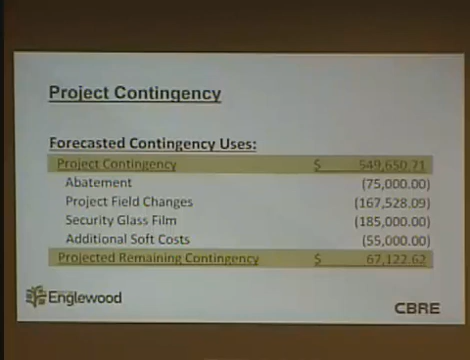 Project Contingency
Forecasted Contingency Uses:
Project Contingency $ 549,650.71
Abatement (75,000.00)
Project Field Changes (167,528.09)
Security Glass Film (185,000.00)
Additional Soft Costs (55,000.00)
Projected Remaining Contingency $ 67,122.62
Englewood
CBRE